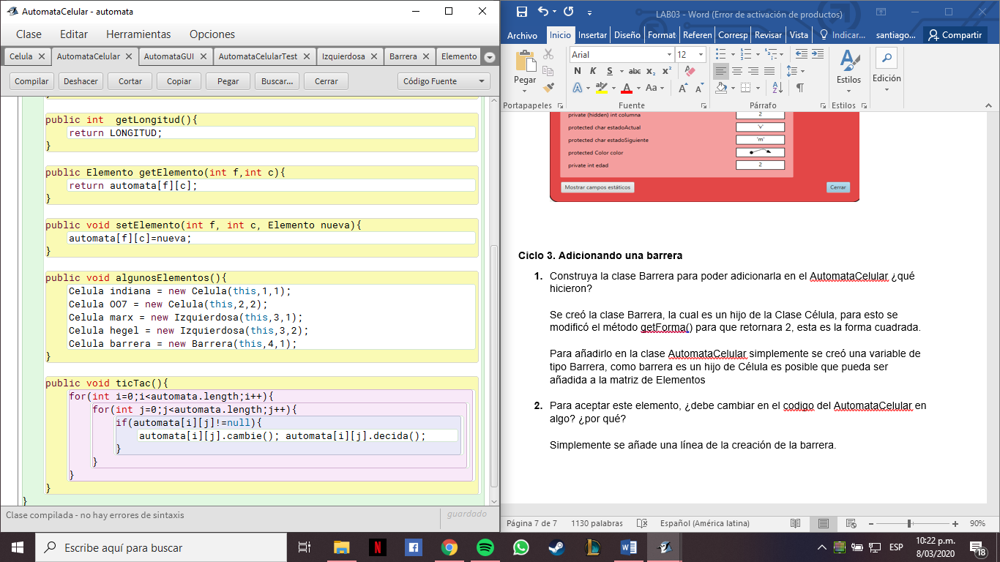 AutomataCelular - automata
Clase Editar Herramientas Opciones
Celula AutomataCelular AutomataGUI AutomataCelularTest Izquierdosa Barrera Elemento
Compilar Deshacer Cortar Copiar Pegar Buscar... Cerrar Código Fuente
public int  getLongitud(){
return LONGITUD;
}
public Elemento getElemento(int f,int c){
return automata[f][c];
}
public void setElemento(int f, int c, Elemento nueva){
automata[f][c]=nueva;
}
public void algunosElementos(){
Celula indiana = new Celula(this,1,1);
Celula OO7 = new Celula(this,2,2);
Celula marx = new Izquierdosa(this,3,1);
Celula hegel = new Izquierdosa(this,3,2);
Celula barrera = new Barrera(this,4,1);
}
public void ticTac(){
for(int i=0;i<automata.length;i++){
for(int j=0;j<automata.length;j++){
if(automata[i][j]!=null){
automata[i][j].cambie(); automata[i][j].decida();
}
}
}
}
}
Clase compilada - no hay errores de sintaxis
guardado
LAB03 - Word (Error de activación de productos)
Archivo Inicio Insertar Diseño Format Referen Corresp Revisar Vista Indicar... santiago... Compartir
Pegar
Arial 12
N K S abc x₂ x²
A ab A Aa A A
Estilos
Edición
Portapapeles Fuente Párrafo Estilos
private (hidden) int columna 2
protected char estadoActual 'v'
protected char estadoSiguiente 'm'
protected Color color
private int edad 2
Mostrar campos estáticos Cerrar
Ciclo 3. Adicionando una barrera
1. Construya la clase Barrera para poder adicionarla en el AutomataCelular ¿qué
hicieron?
Se creó la clase Barrera, la cual es un hijo de la Clase Célula, para esto se
modificó el método getForma() para que retornara 2, esta es la forma cuadrada.
Para añadirlo en la clase AutomataCelular simplemente se creó una variable de
tipo Barrera, como barrera es un hijo de Célula es posible que pueda ser
añadida a la matriz de Elementos
2. Para aceptar este elemento, ¿debe cambiar en el codigo del AutomataCelular en
algo? ¿por qué?
Simplemente se añade una línea de la creación de la barrera.
Página 7 de 7 1130 palabras Español (América latina) 90%
Escribe aquí para buscar
ESP
10:22 p.m.
8/03/2020
18